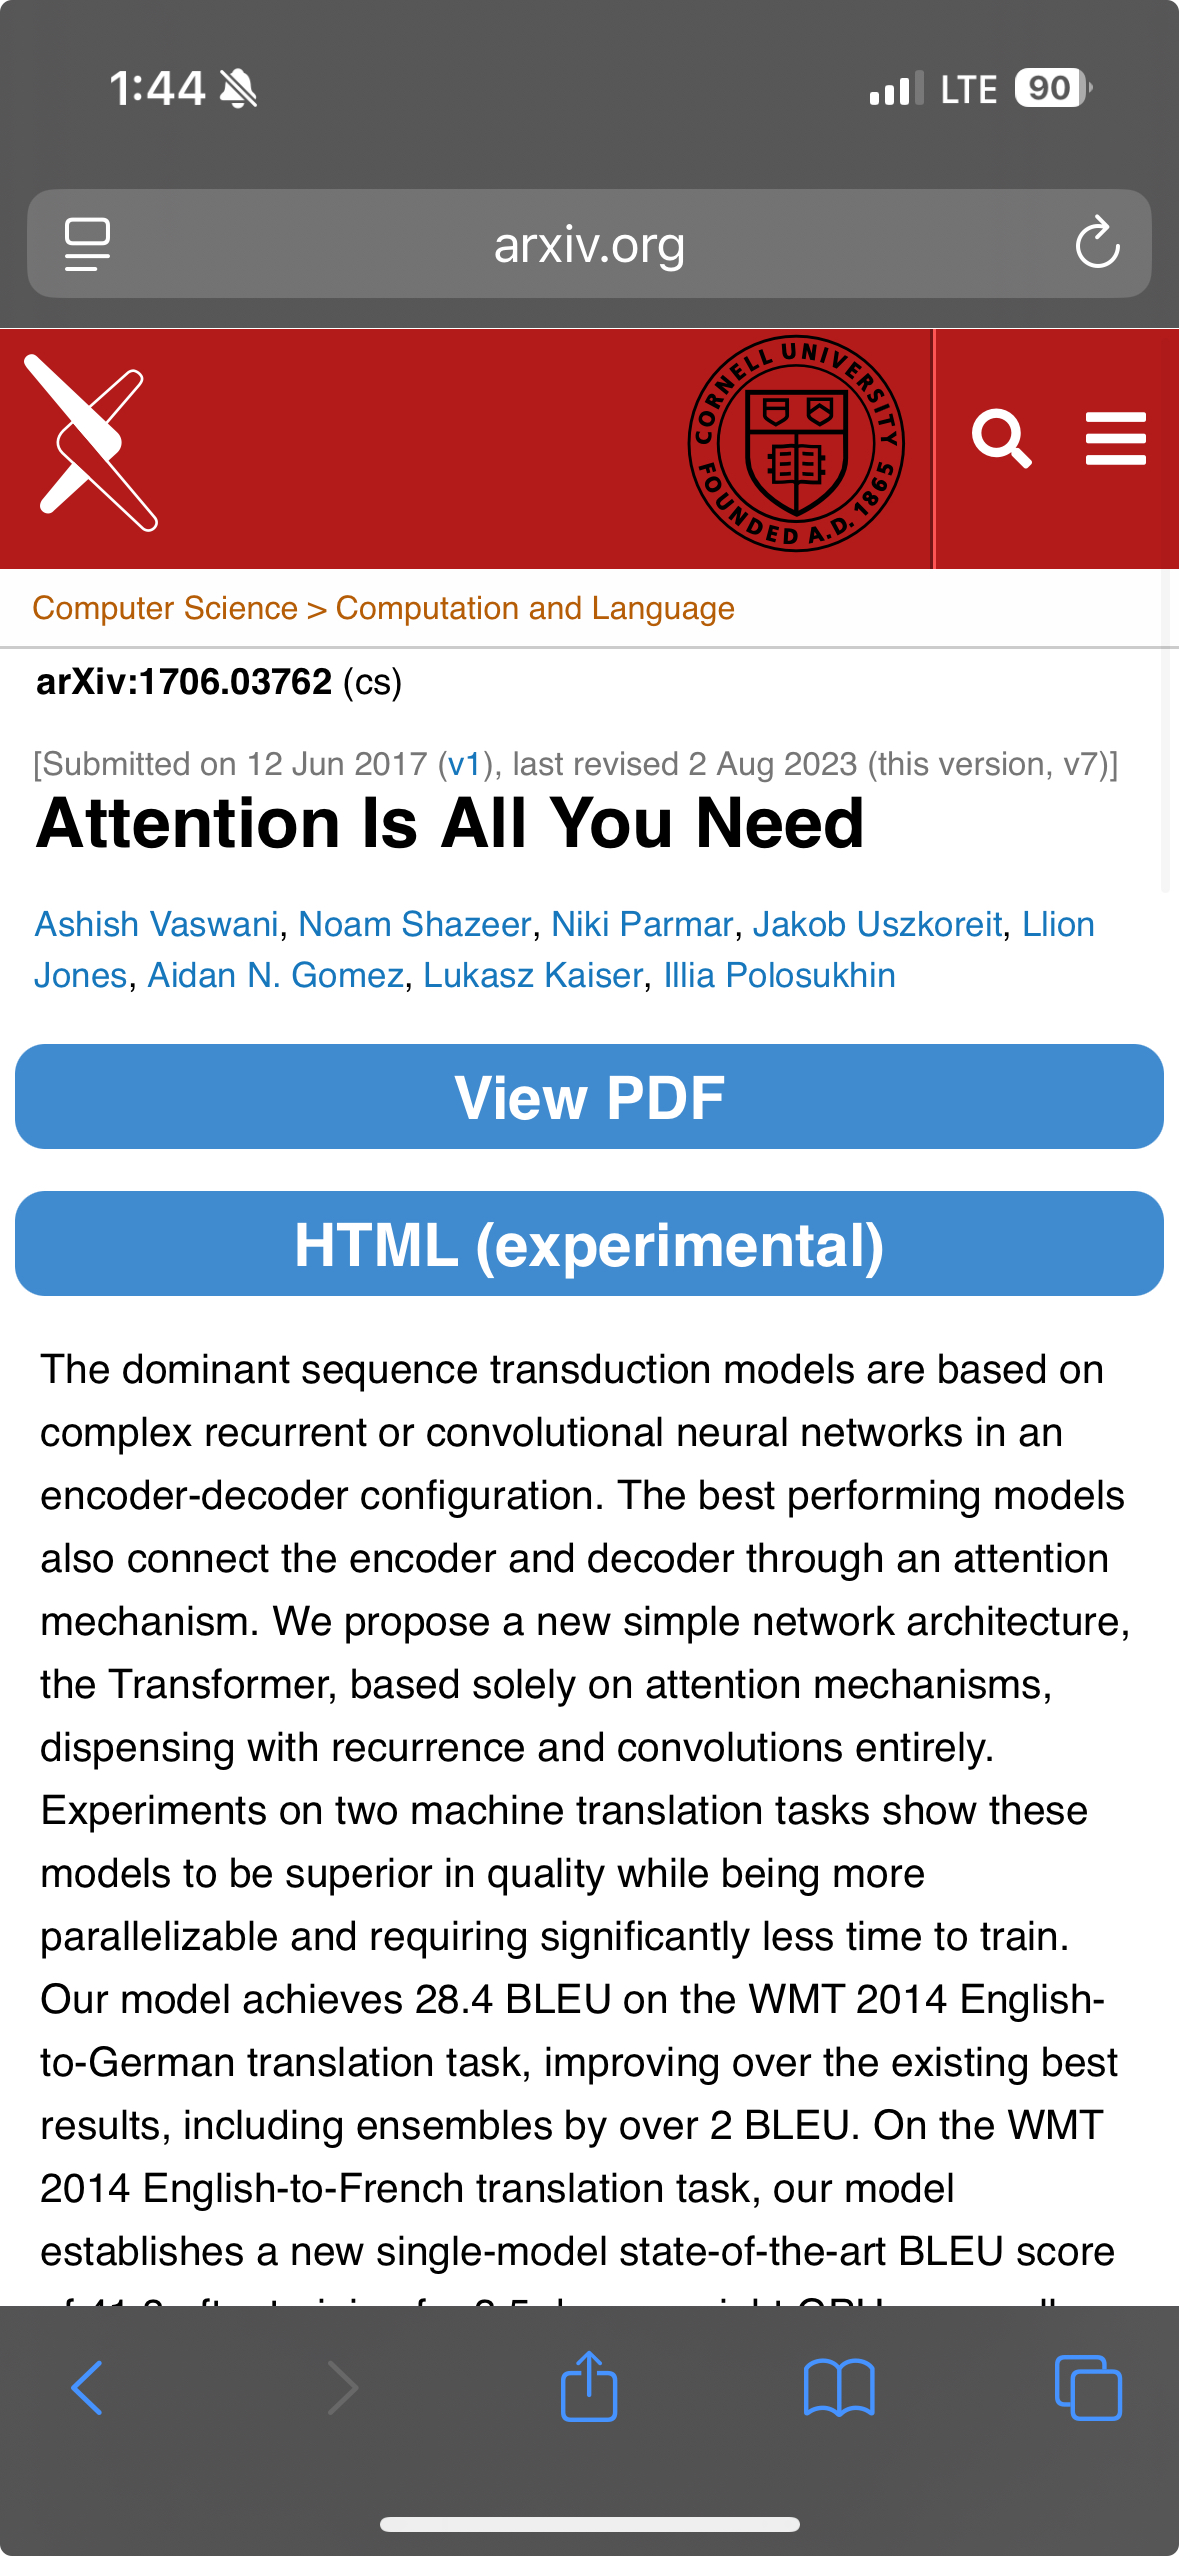 1:44
LTE 90
arxiv.org
CORNELL UNIVERSITY
FOUNDED A.D. 1865
Computer Science > Computation and Language
arXiv:1706.03762 (cs)
[Submitted on 12 Jun 2017 (v1), last revised 2 Aug 2023 (this version, v7)]
Attention Is All You Need
Ashish Vaswani, Noam Shazeer, Niki Parmar, Jakob Uszkoreit, Llion
Jones, Aidan N. Gomez, Lukasz Kaiser, Illia Polosukhin
View PDF
HTML (experimental)
The dominant sequence transduction models are based on
complex recurrent or convolutional neural networks in an
encoder-decoder configuration. The best performing models
also connect the encoder and decoder through an attention
mechanism. We propose a new simple network architecture,
the Transformer, based solely on attention mechanisms,
dispensing with recurrence and convolutions entirely.
Experiments on two machine translation tasks show these
models to be superior in quality while being more
parallelizable and requiring significantly less time to train.
Our model achieves 28.4 BLEU on the WMT 2014 English-
to-German translation task, improving over the existing best
results, including ensembles by over 2 BLEU. On the WMT
2014 English-to-French translation task, our model
establishes a new single-model state-of-the-art BLEU score